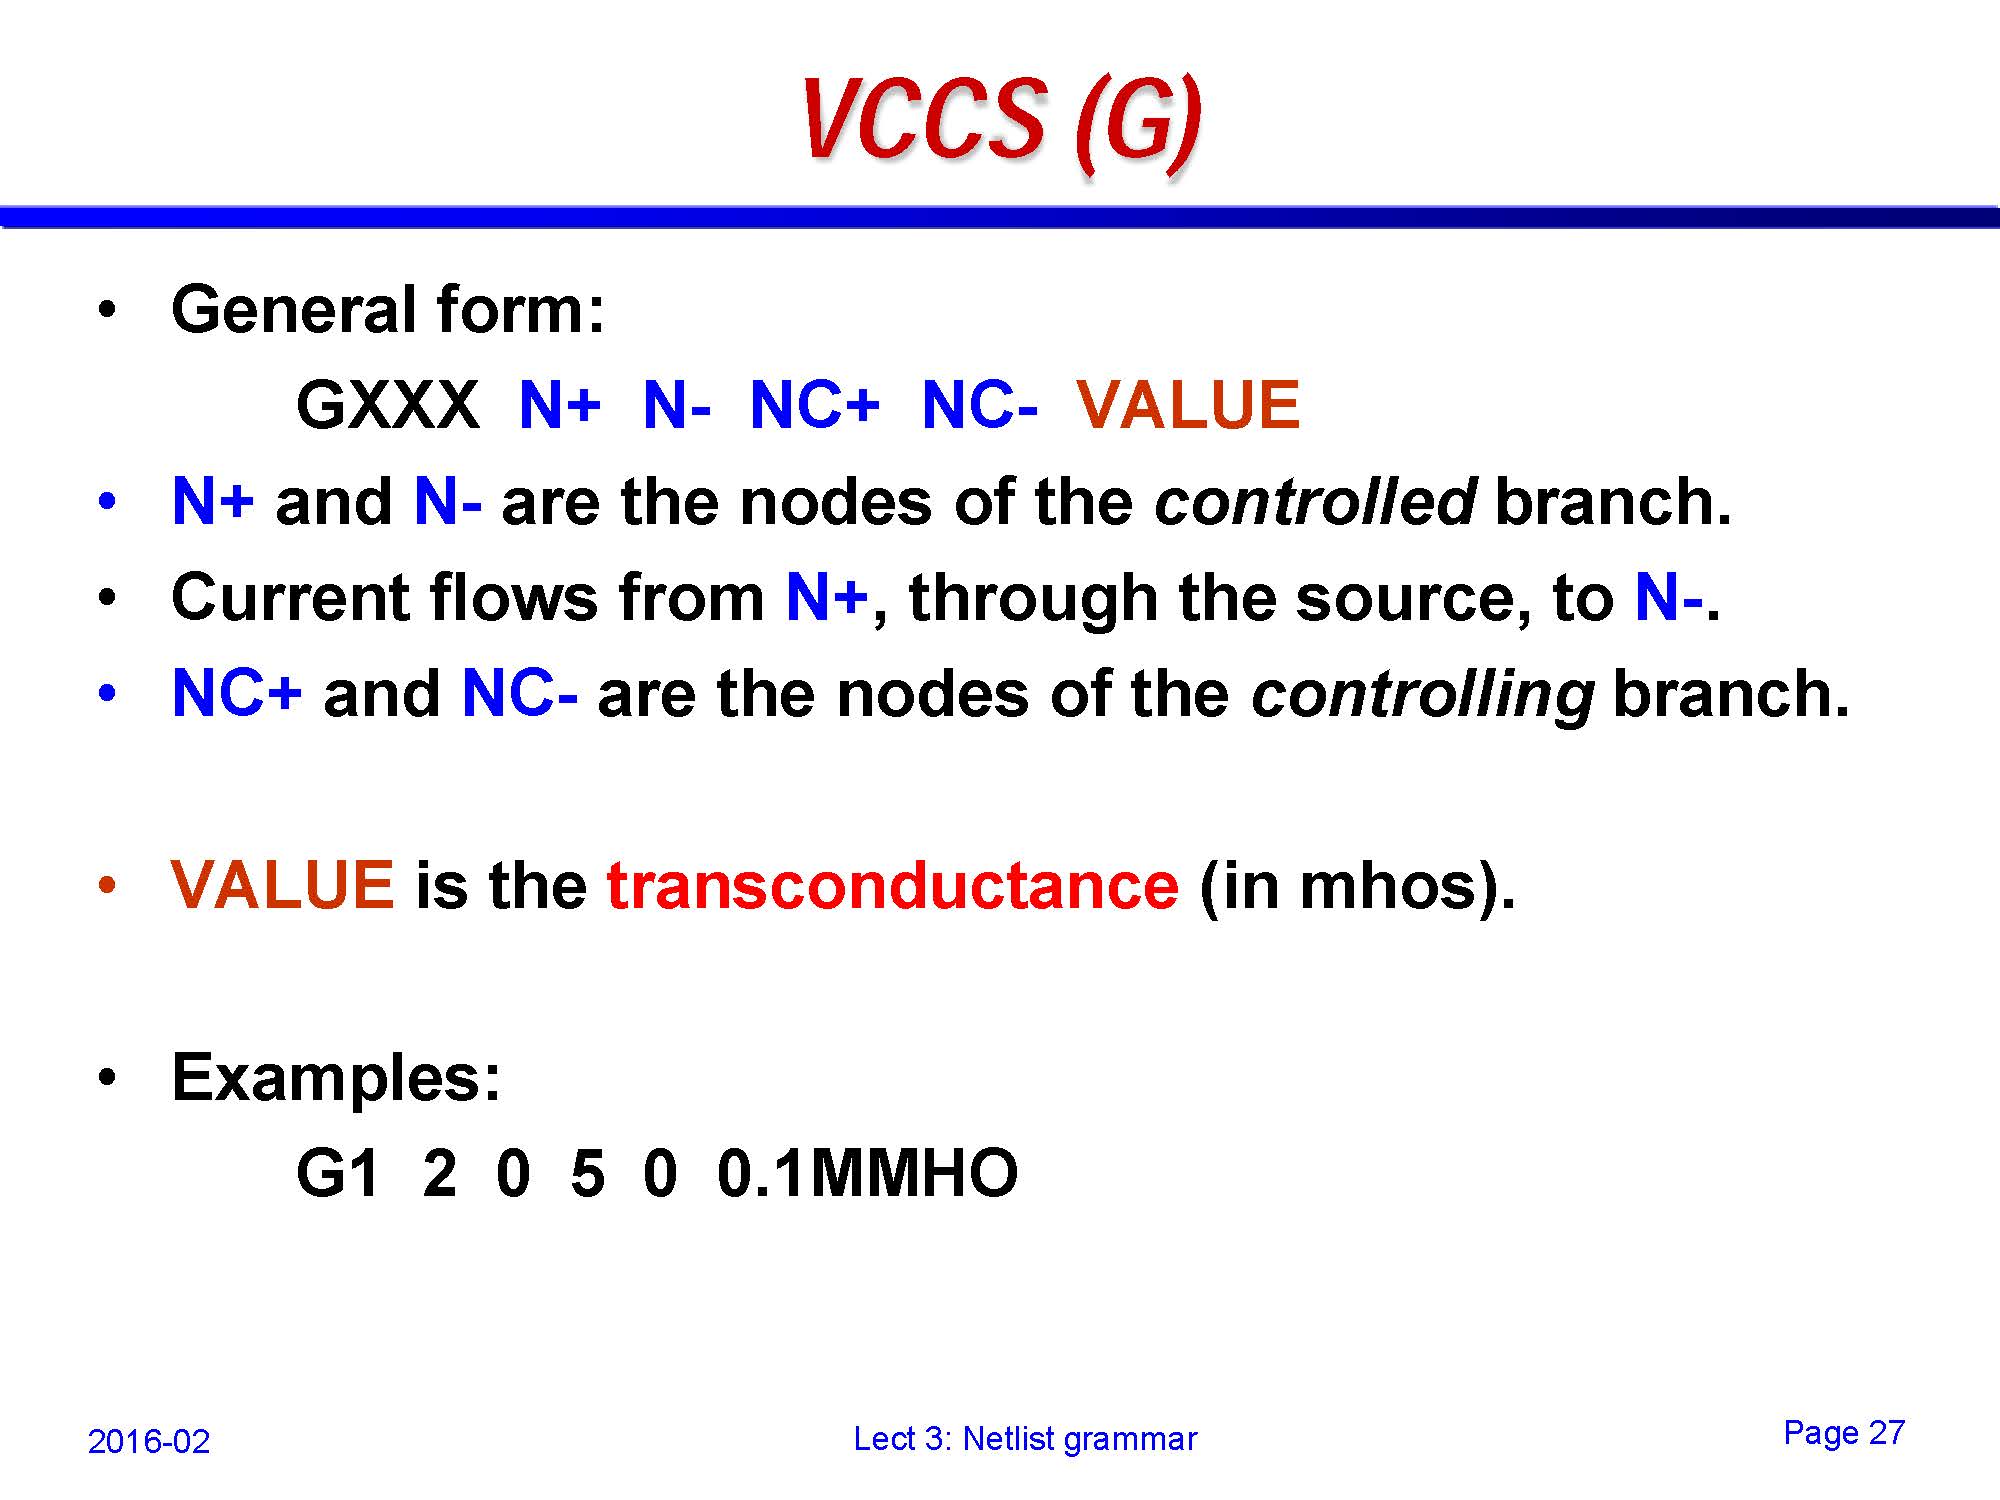 VCCS (G)
• General form:
GXXX N+ N- NC+ NC- VALUE
• N+ and N- are the nodes of the controlled branch.
• Current flows from N+, through the source, to N-.
• NC+ and NC- are the nodes of the controlling branch.
• VALUE is the transconductance (in mhos).
• Examples:
G1 2 0 5 0 0.1MMHO
2016-02
Lect 3: Netlist grammar
Page 27